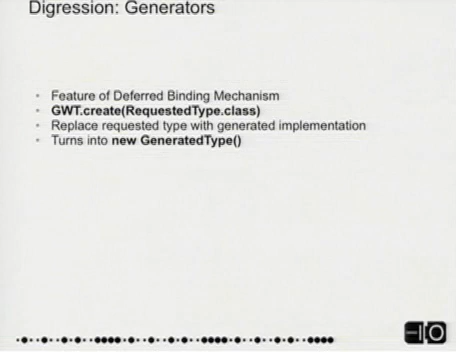 Digression: Generators
• Feature of Deferred Binding Mechanism
• GWT.create(RequestedType.class)
• Replace requested type with generated implementation
• Turns into new GeneratedType()
IO